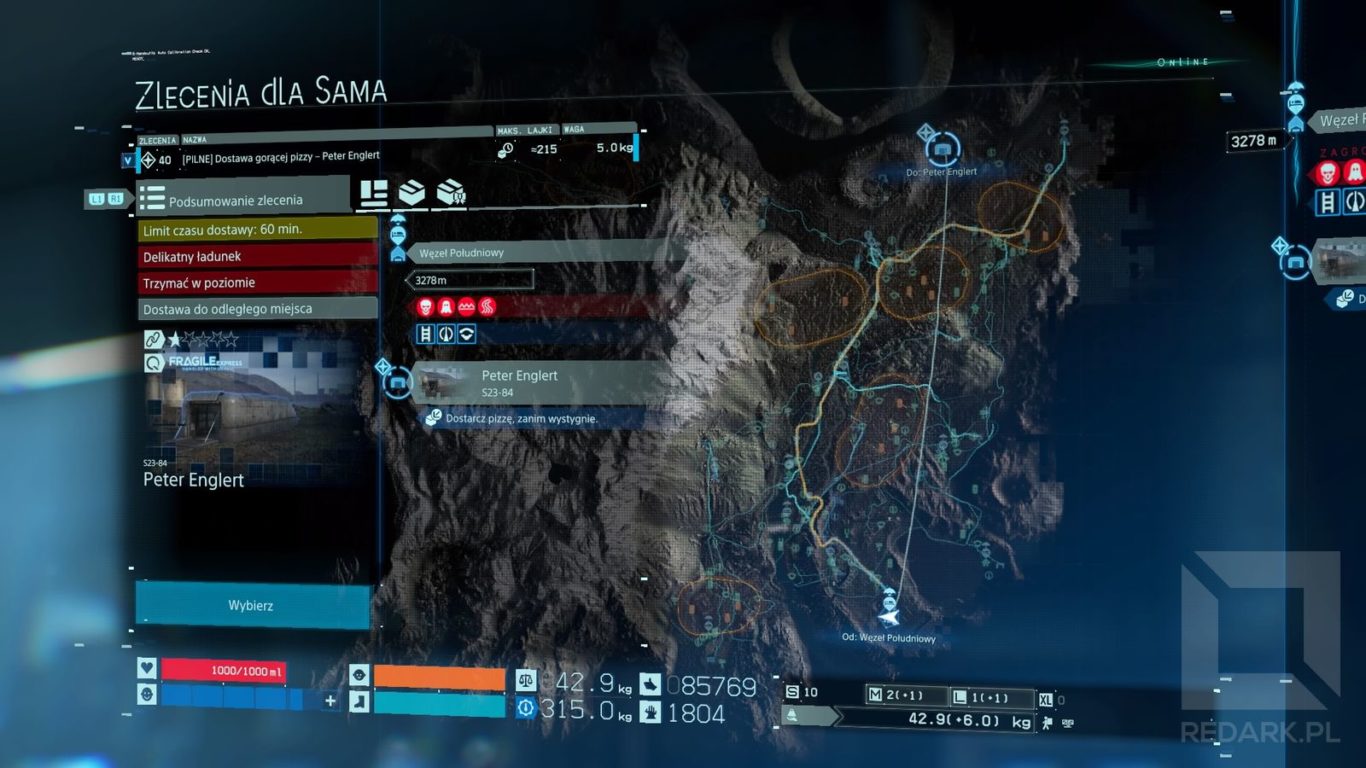 ONLINE
Zlecenia dla Sama
ZLECENIA NAZWA MAKS. LAJKI WAGA
40 [PILNE] Dostawa gorącej pizzy – Peter Englert ≈215 5.0kg
L1 R1 Podsumowanie zlecenia
Limit czasu dostawy: 60 min.
Delikatny ładunek
Trzymać w poziomie
Dostawa do odległego miejsca
Węzeł Południowy
3278m
Peter Englert
S23-84
Dostarcz pizzę, zanim wystygnie.
FRAGILE EXPRESS
S23-84
Peter Englert
Wybierz
Do: Peter Englert
Od: Węzeł Południowy
3278 m
Węzeł
1000/1000 ml
42.9 kg
315.0 kg
085769
1804
S 10 M 2(+1) L 1(+1) XL 0
42.9(+6.0) kg
REDARK.PL